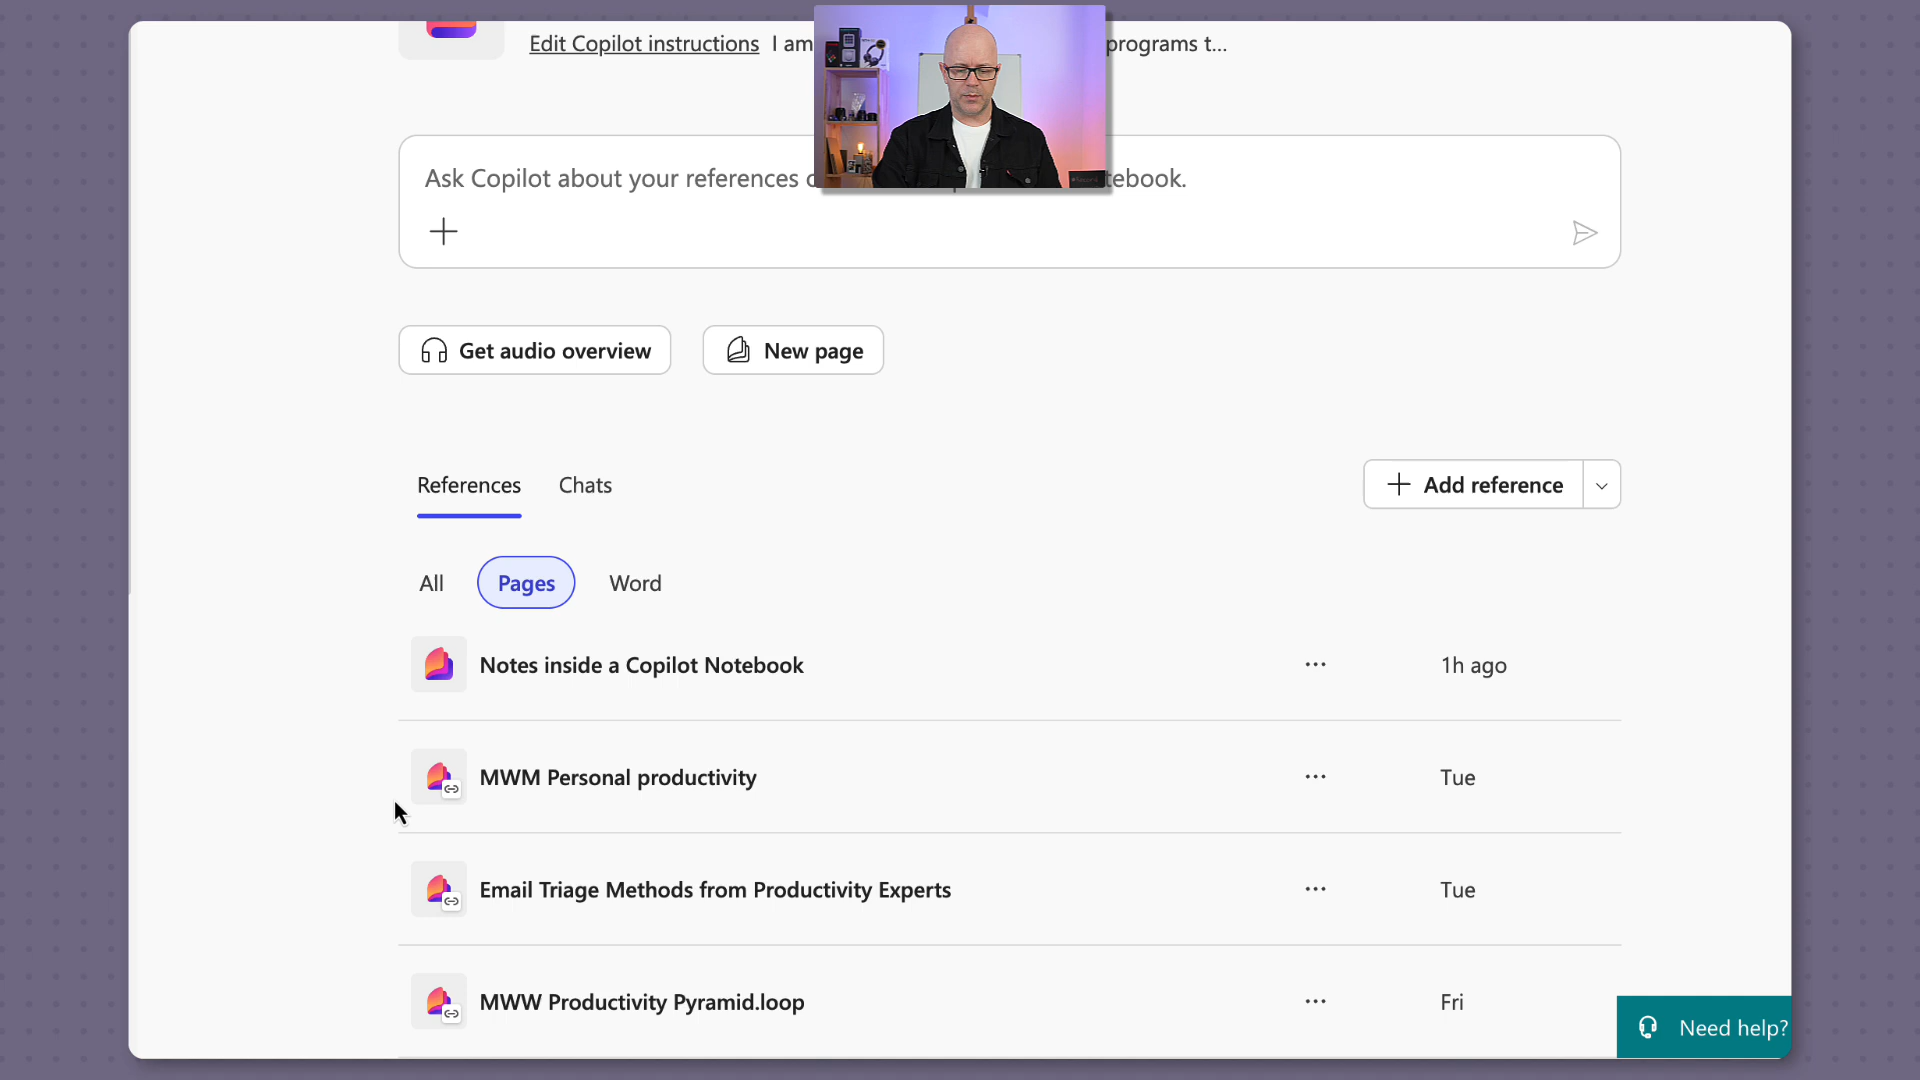 Edit Copilot instructions I am programs t...
Ask Copilot about your references tebook.
Get audio overview New page
References Chats Add reference
All Pages Word
Notes inside a Copilot Notebook ... 1h ago
MWM Personal productivity ... Tue
Email Triage Methods from Productivity Experts ... Tue
MWW Productivity Pyramid.loop ... Fri
Need help?